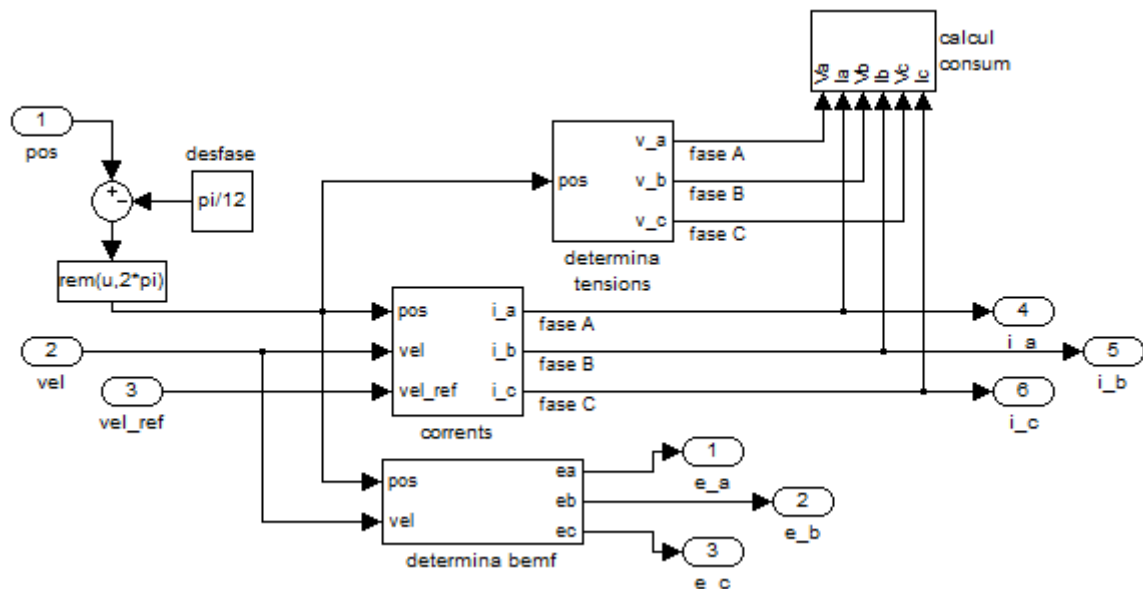 calcul
consum
Va
Ia
Vb
Ib
Vc
Ic
1
pos
desfase
+
−
pi/12
rem(u,2*pi)
pos
v_a
v_b
v_c
fase A
fase B
fase C
determina
tensions
2
vel
3
vel_ref
pos
vel
vel_ref
i_a
i_b
i_c
fase A
fase B
fase C
corrents
4
i_a
5
i_b
6
i_c
pos
vel
ea
eb
ec
determina bemf
1
e_a
2
e_b
3
e_c